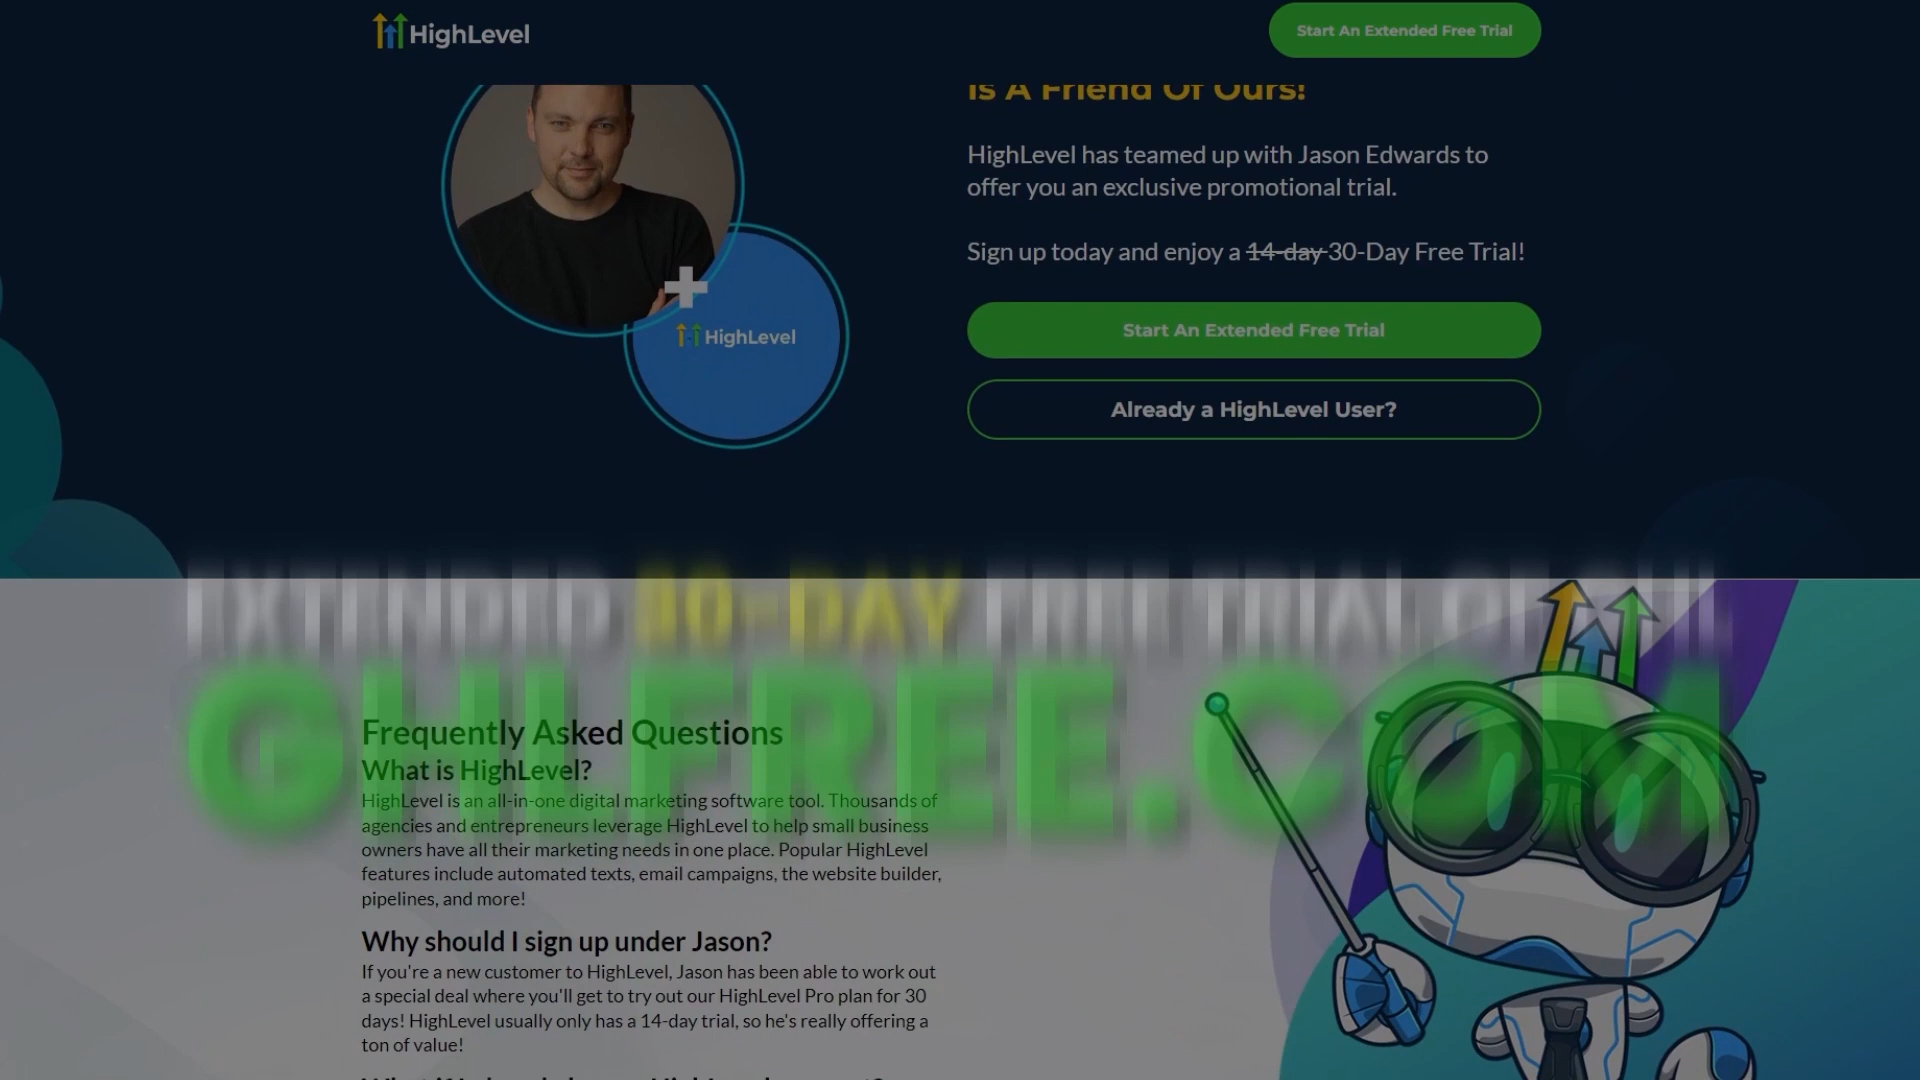 HighLevel
Start An Extended Free Trial
Is A Friend Of Ours!
HighLevel has teamed up with Jason Edwards to
offer you an exclusive promotional trial.
Sign up today and enjoy a 14-day 30-Day Free Trial!
HighLevel
Start An Extended Free Trial
Already a HighLevel User?
EXTENDED 30-DAY FREE TRIAL OF GHL
GHLFREE.COM
Frequently Asked Questions
What is HighLevel?
HighLevel is an all-in-one digital marketing software tool. Thousands of
agencies and entrepreneurs leverage HighLevel to help small business
owners have all their marketing needs in one place. Popular HighLevel
features include automated texts, email campaigns, the website builder,
pipelines, and more!
Why should I sign up under Jason?
If you're a new customer to HighLevel, Jason has been able to work out
a special deal where you'll get to try out our HighLevel Pro plan for 30
days! HighLevel usually only has a 14-day trial, so he's really offering a
ton of value!